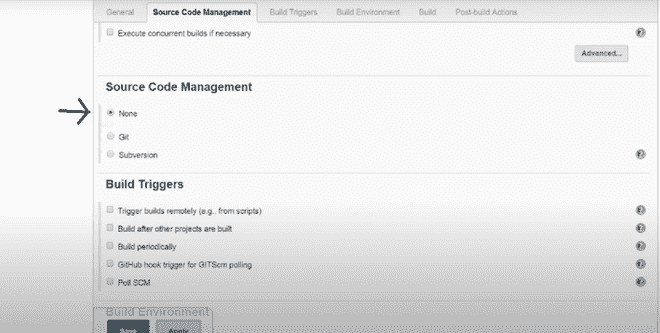 General Source Code Management Build Triggers Build Environment Build Post-build Actions
Execute concurrent builds if necessary
Advanced...
Source Code Management
None
Git
Subversion
Build Triggers
Trigger builds remotely (e.g., from scripts)
Build after other projects are built
Build periodically
GitHub hook trigger for GITScm polling
Poll SCM
Build Environment
Save Apply